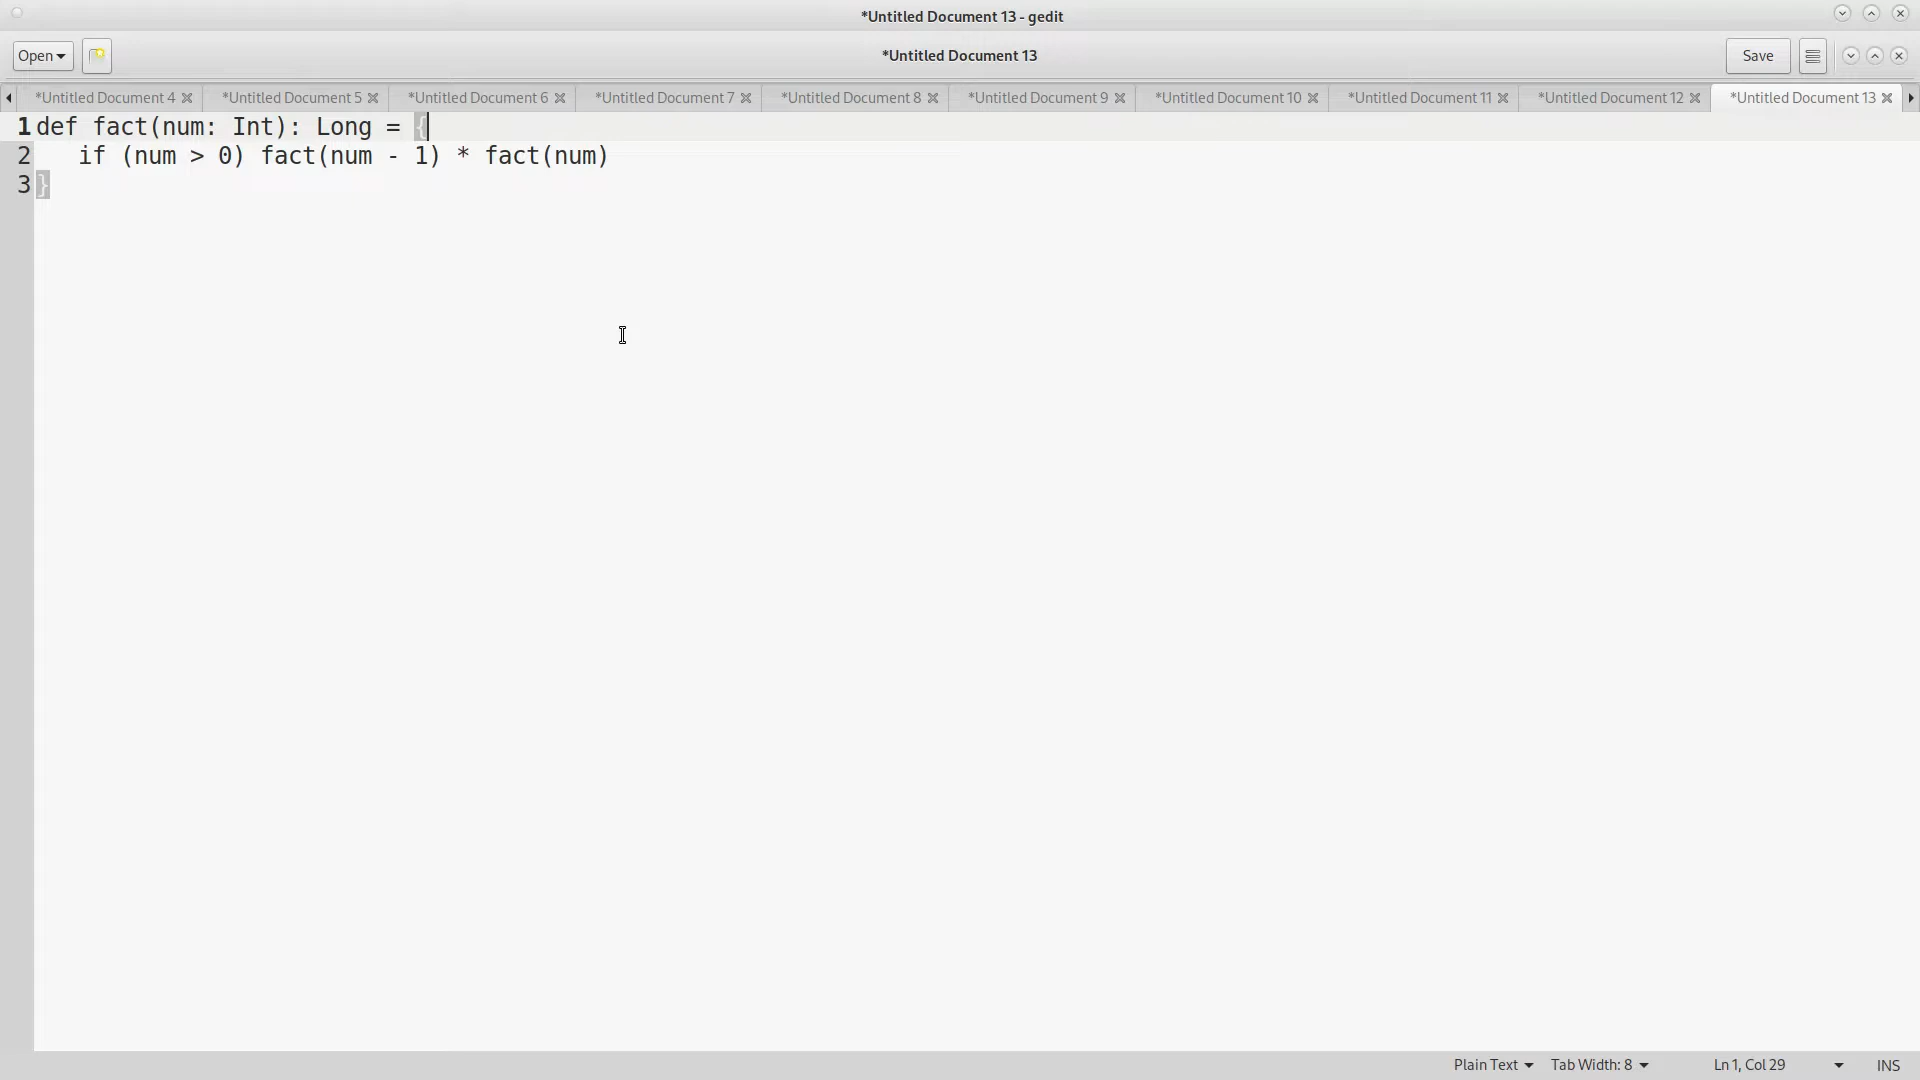 *Untitled Document 13 - gedit
Open
*Untitled Document 13
Save
*Untitled Document 4 *Untitled Document 5 *Untitled Document 6 *Untitled Document 7 *Untitled Document 8 *Untitled Document 9 *Untitled Document 10 *Untitled Document 11 *Untitled Document 12 *Untitled Document 13
1 def fact(num: Int): Long = {
2    if (num > 0) fact(num - 1) * fact(num)
3 }
Plain Text Tab Width: 8 Ln 1, Col 29 INS